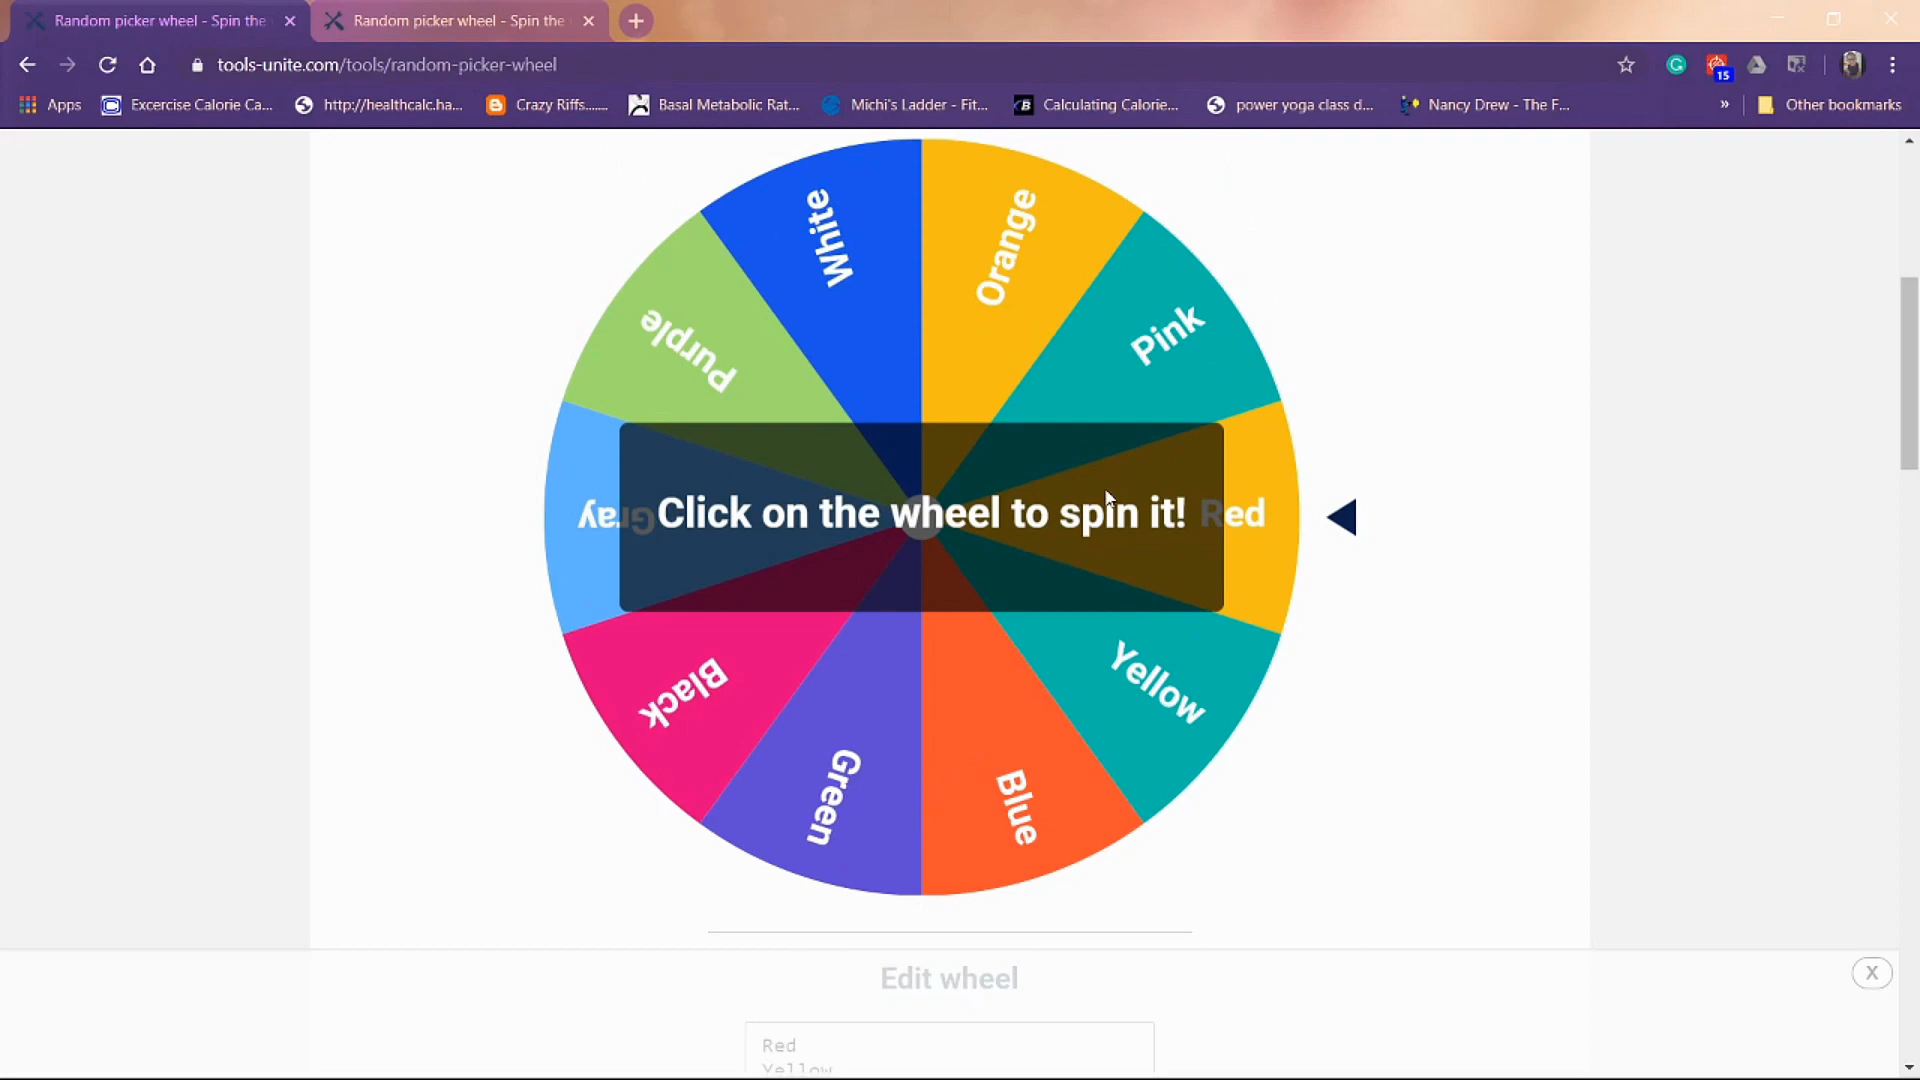 Random picker wheel - Spin the
Random picker wheel - Spin the
tools-unite.com/tools/random-picker-wheel
15
Apps
Excercise Calorie Ca...
http://healthcalc.ha...
Crazy Riffs.......
Basal Metabolic Rat...
Michi's Ladder - Fit...
Calculating Calorie...
power yoga class d...
Nancy Drew - The F...
»
Other bookmarks
White
Orange
Purple
Pink
Gray
Click on the wheel to spin it!
Red
Black
Yellow
Green
Blue
Edit wheel
X
Red
Yellow